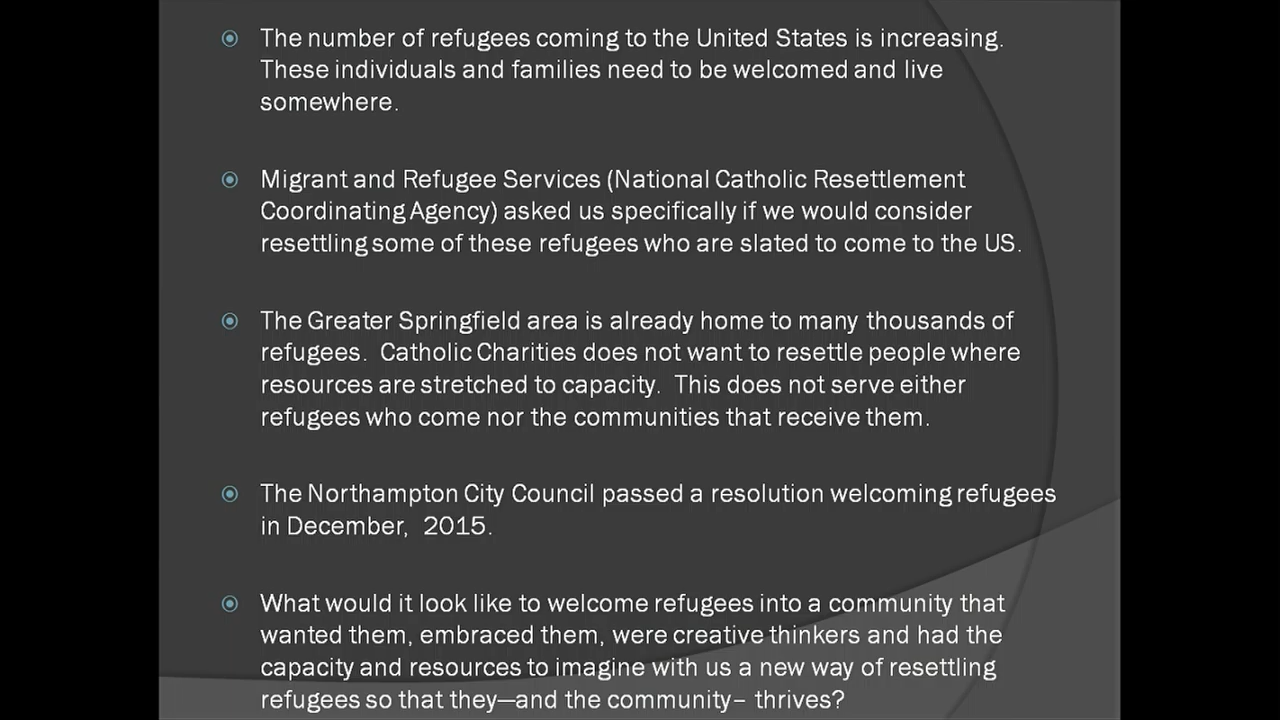 The number of refugees coming to the United States is increasing.
These individuals and families need to be welcomed and live
somewhere.
Migrant and Refugee Services (National Catholic Resettlement
Coordinating Agency) asked us specifically if we would consider
resettling some of these refugees who are slated to come to the US.
The Greater Springfield area is already home to many thousands of
refugees.  Catholic Charities does not want to resettle people where
resources are stretched to capacity.  This does not serve either
refugees who come nor the communities that receive them.
The Northampton City Council passed a resolution welcoming refugees
in December,  2015.
What would it look like to welcome refugees into a community that
wanted them, embraced them, were creative thinkers and had the
capacity and resources to imagine with us a new way of resettling
refugees so that they—and the community– thrives?